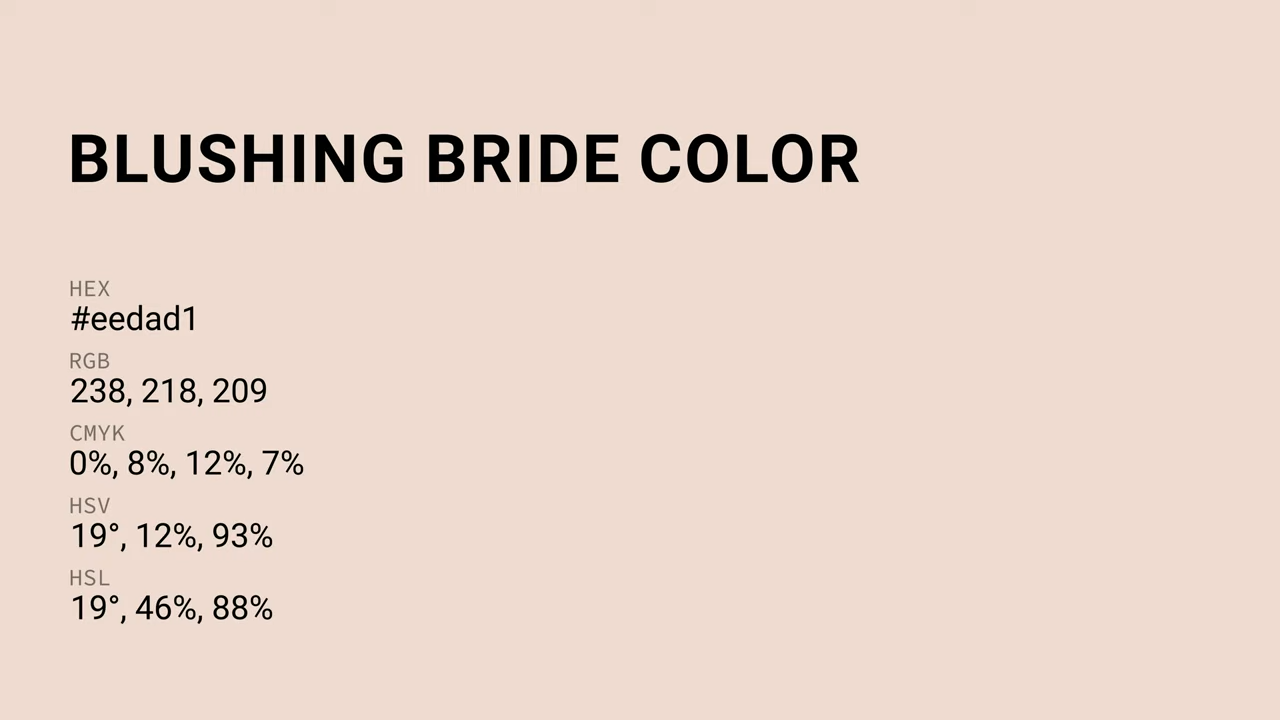 BLUSHING BRIDE COLOR
HEX
#eedad1
RGB
238, 218, 209
CMYK
0%, 8%, 12%, 7%
HSV
19°, 12%, 93%
HSL
19°, 46%, 88%